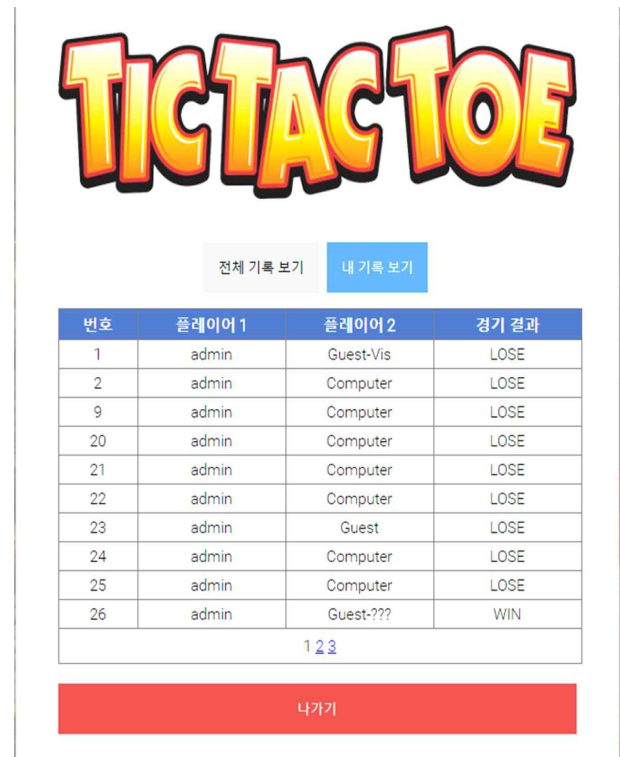 TIC TAC TOE
전체 기록 보기 내 기록 보기
번호 플레이어 1 플레이어 2 경기 결과
1 admin Guest-Vis LOSE
2 admin Computer LOSE
9 admin Computer LOSE
20 admin Computer LOSE
21 admin Computer LOSE
22 admin Computer LOSE
23 admin Guest LOSE
24 admin Computer LOSE
25 admin Computer LOSE
26 admin Guest-??? WIN
1 2 3
나가기